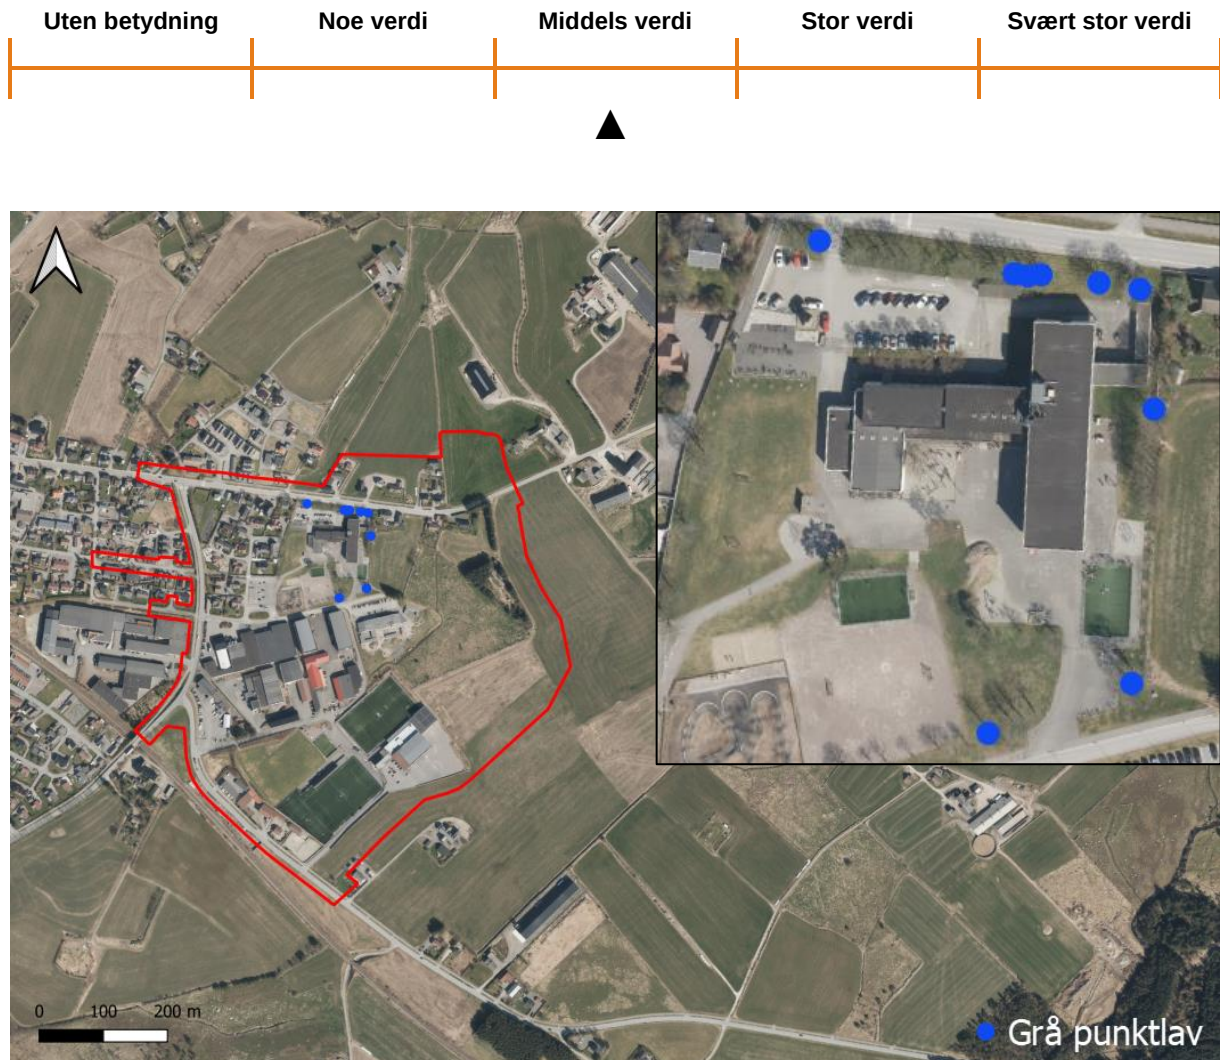 Uten betydning Noe verdi Middels verdi Stor verdi Svært stor verdi
0 100 200 m
Grå punktlav